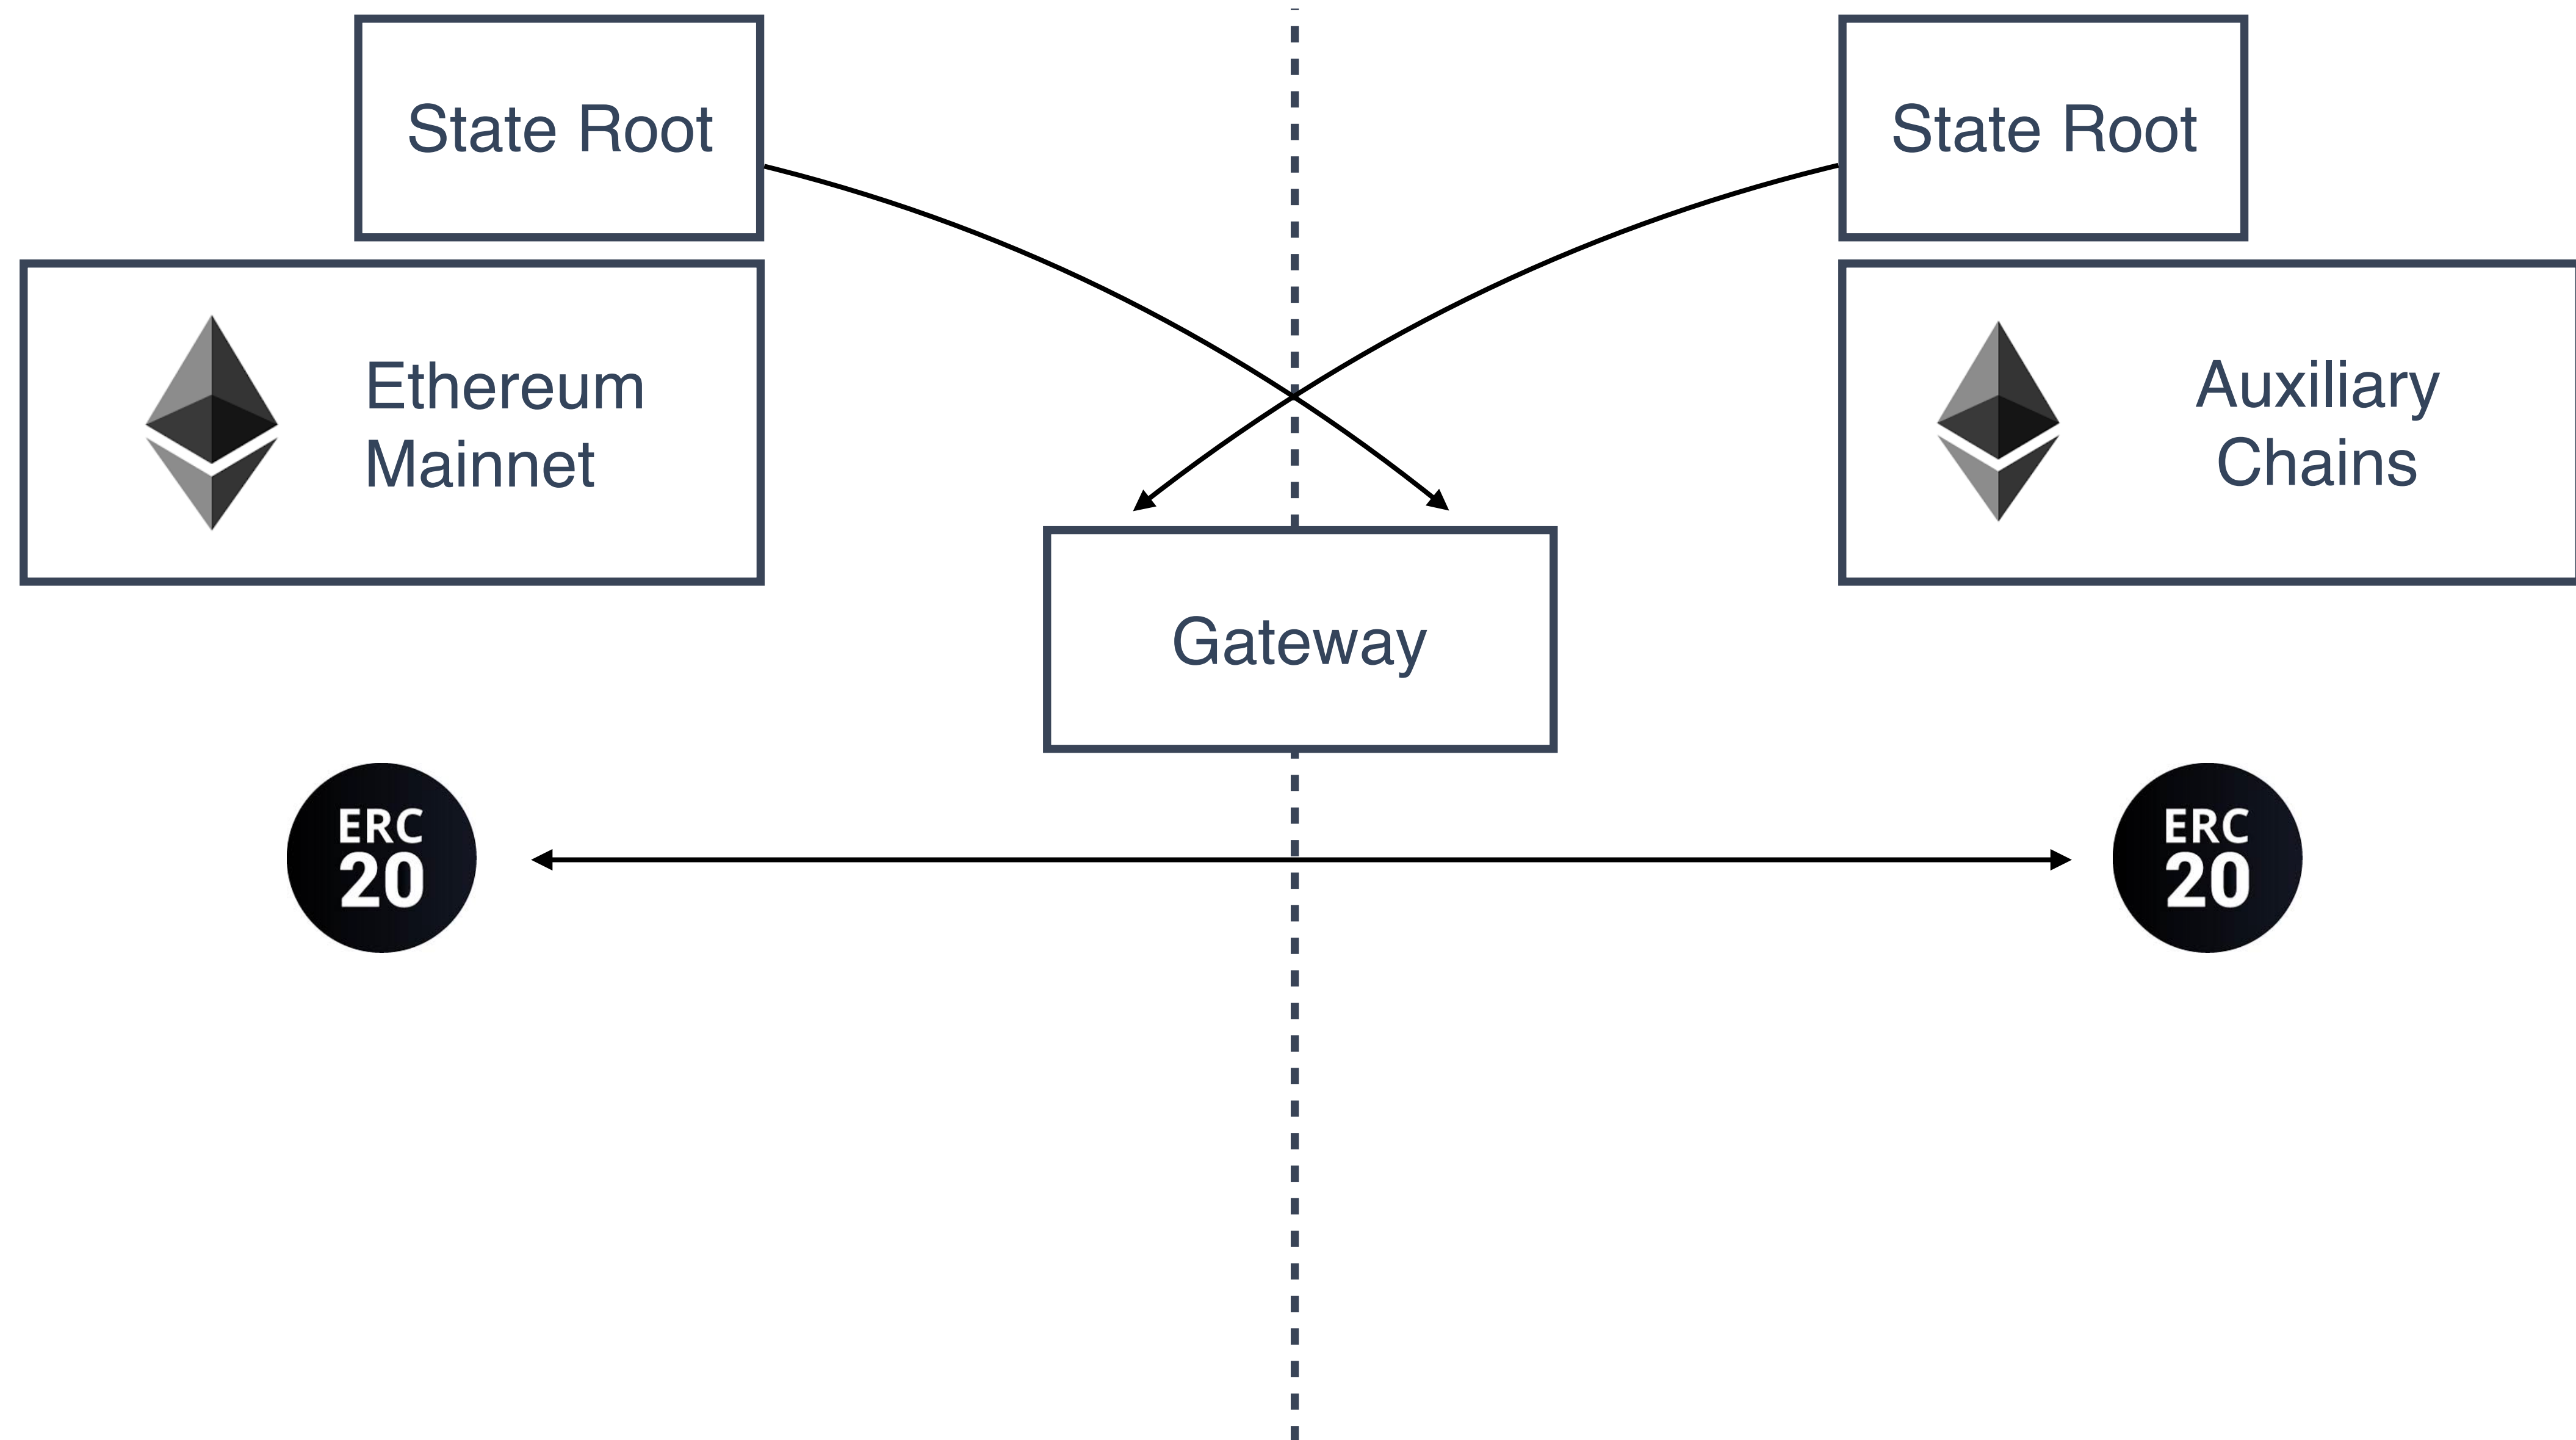 State Root
State Root
Ethereum
Mainnet
Auxiliary
Chains
Gateway
ERC
20
ERC
20